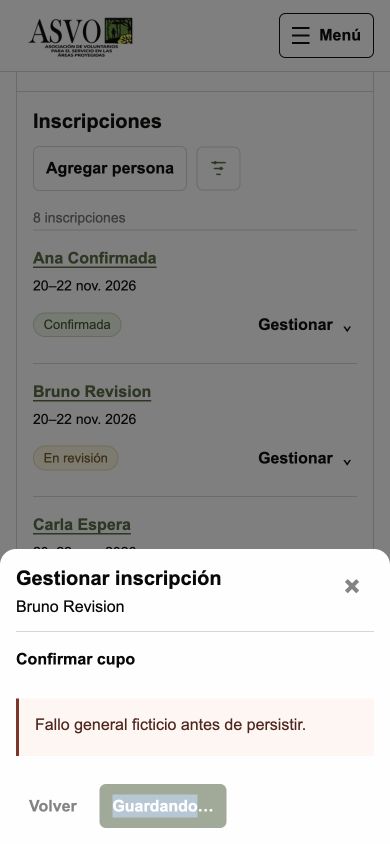 ASVO
ASOCIACIÓN DE VOLUNTARIOS
PARA EL SERVICIO EN LAS
ÁREAS PROTEGIDAS
Menú
Inscripciones
Agregar persona
8 inscripciones
Ana Confirmada
20–22 nov. 2026
Confirmada
Gestionar
Bruno Revision
20–22 nov. 2026
En revisión
Gestionar
Carla Espera
Gestionar inscripción
Bruno Revision
Confirmar cupo
Fallo general ficticio antes de persistir.
Volver
Guardando…